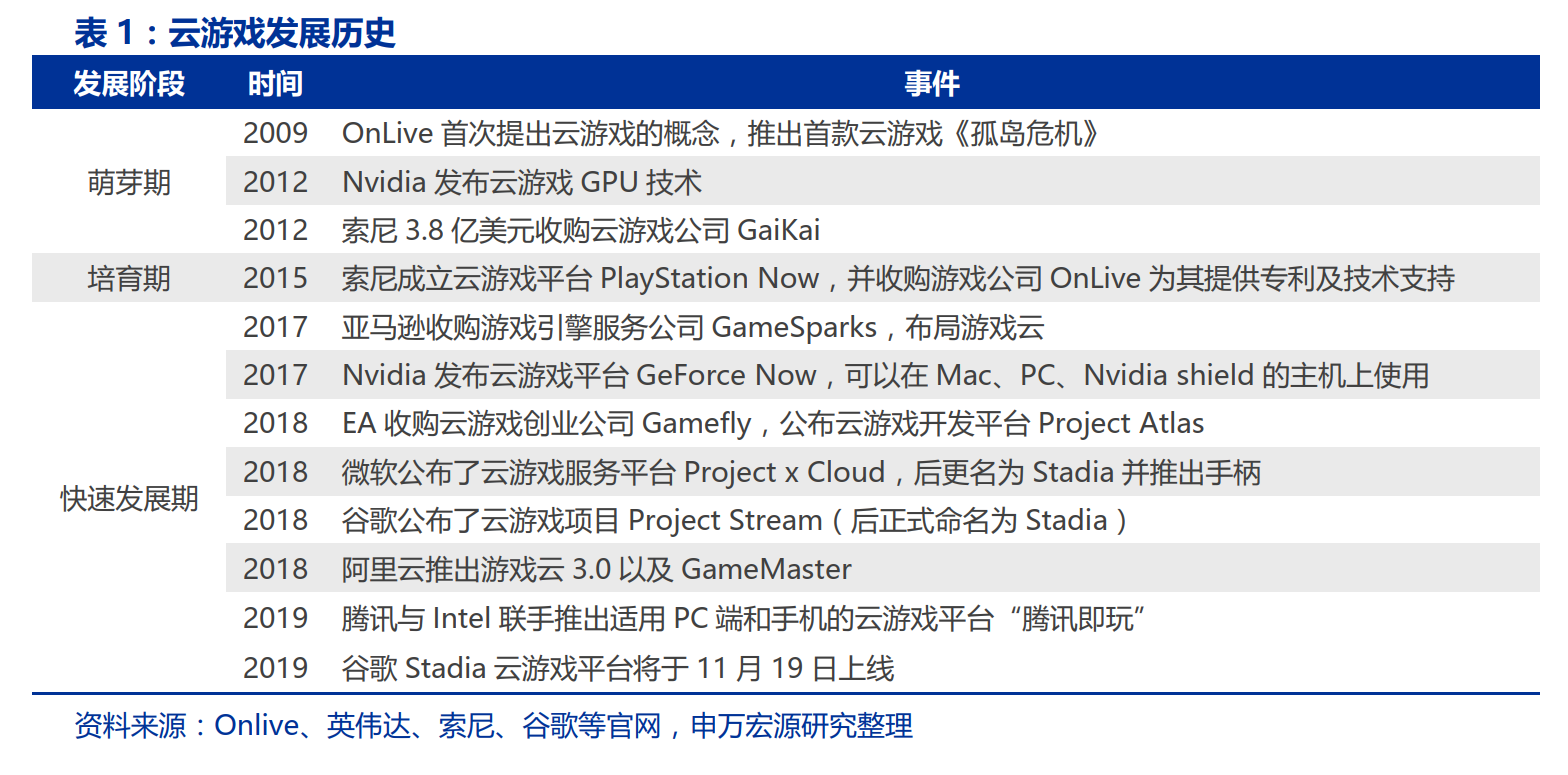 表 1：云游戏发展历史
发展阶段 时间 事件
萌芽期
2009 OnLive 首次提出云游戏的概念，推出首款云游戏《孤岛危机》
2012 Nvidia 发布云游戏 GPU 技术
2012 索尼 3.8 亿美元收购云游戏公司 GaiKai
培育期 2015 索尼成立云游戏平台 PlayStation Now，并收购游戏公司 OnLive 为其提供专利及技术支持
快速发展期
2017 亚马逊收购游戏引擎服务公司 GameSparks，布局游戏云
2017 Nvidia 发布云游戏平台 GeForce Now，可以在 Mac、PC、Nvidia shield 的主机上使用
2018 EA 收购云游戏创业公司 Gamefly，公布云游戏开发平台 Project Atlas
2018 微软公布了云游戏服务平台 Project x Cloud，后更名为 Stadia 并推出手柄
2018 谷歌公布了云游戏项目 Project Stream（后正式命名为 Stadia）
2018 阿里云推出游戏云 3.0 以及 GameMaster
2019 腾讯与 Intel 联手推出适用 PC 端和手机的云游戏平台“腾讯即玩”
2019 谷歌 Stadia 云游戏平台将于 11 月 19 日上线
资料来源：Onlive、英伟达、索尼、谷歌等官网，申万宏源研究整理